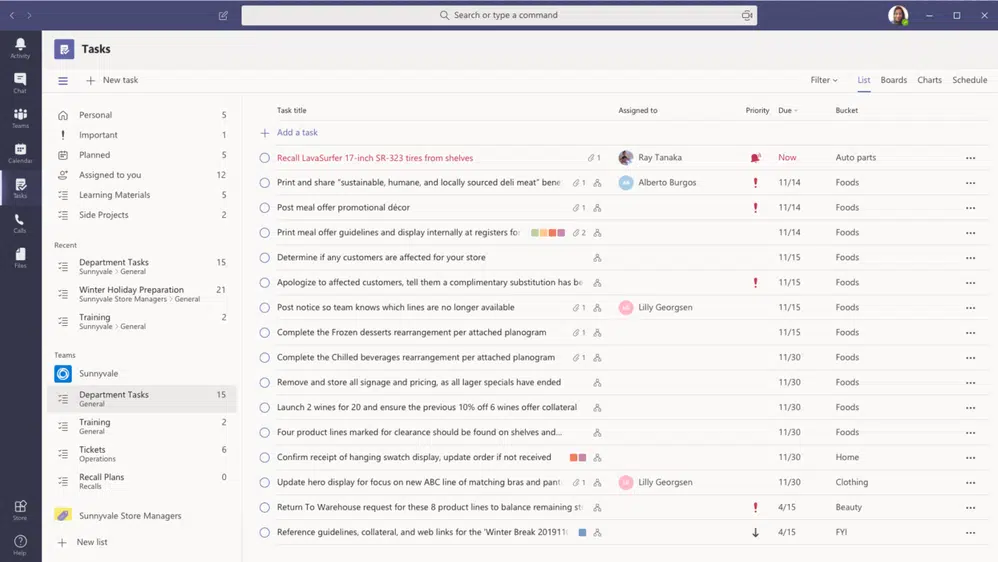 Search or type a command
Activity
Chat
Teams
Calendar
Tasks
Calls
Files
Store
Help
Tasks
New task
Filter
List Boards Charts Schedule
Personal 5
Important 1
Planned 5
Assigned to you 12
Learning Materials 5
Side Projects 2
Recent
Department Tasks 15
Sunnyvale > General
Winter Holiday Preparation 21
Sunnyvale Store Managers > General
Training 2
Sunnyvale > General
Teams
Sunnyvale
Department Tasks 15
General
Training 2
General
Tickets 6
Operations
Recall Plans 0
Recalls
Sunnyvale Store Managers
New list
Task title Assigned to Priority Due Bucket
Add a task
Recall LavaSurfer 17-inch SR-323 tires from shelves 1 Ray Tanaka Now Auto parts
Print and share "sustainable, humane, and locally sourced deli meat" bene 1 Alberto Burgos 11/14 Foods
Post meal offer promotional décor 1 11/14 Foods
Print meal offer guidelines and display internally at registers for 2 11/14 Foods
Determine if any customers are affected for your store 11/15 Foods
Apologize to affected customers, tell them a complimentary substitution has be 11/15 Foods
Post notice so team knows which lines are no longer available 1 Lilly Georgsen 11/15 Foods
Complete the Frozen desserts rearrangement per attached planogram 1 11/15 Foods
Complete the Chilled beverages rearrangement per attached planogram 1 11/30 Foods
Remove and store all signage and pricing, as all lager specials have ended 11/30 Foods
Launch 2 wines for 20 and ensure the previous 10% off 6 wines offer collateral 11/30 Foods
Four product lines marked for clearance should be found on shelves and... 11/30 Foods
Confirm receipt of hanging swatch display, update order if not received 11/30 Home
Update hero display for focus on new ABC line of matching bras and pant 1 Lilly Georgsen 11/30 Clothing
Return To Warehouse request for these 8 product lines to balance remaining st 4/15 Beauty
Reference guidelines, collateral, and web links for the 'Winter Break 201911 4/15 FYI